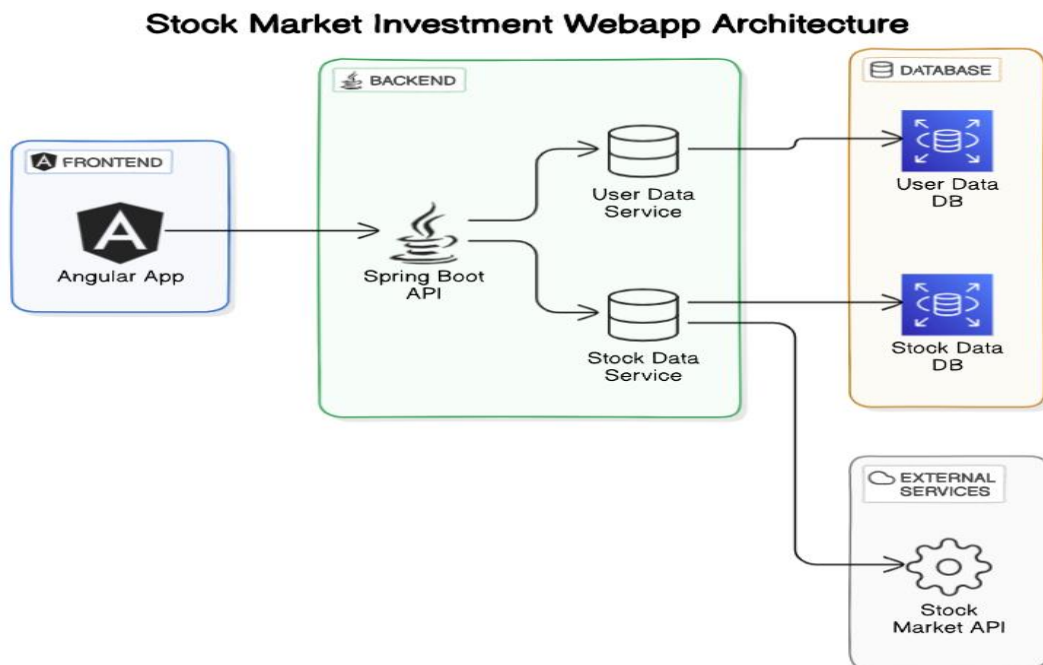 Stock Market Investment Webapp Architecture
FRONTEND
A
Angular App
BACKEND
Spring Boot
API
User Data
Service
Stock Data
Service
DATABASE
User Data
DB
Stock Data
DB
EXTERNAL
SERVICES
Stock
Market API